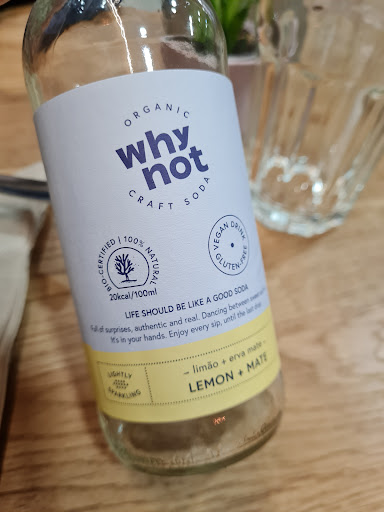 ORGANIC
why
not
CRAFT SODA
BIO-CERTIFIED | 100% NATURAL
20kcal/100ml
VEGAN DRINK
GLUTEN-FREE
LIFE SHOULD BE LIKE A GOOD SODA
Full of surprises, authentic and real. Dancing between sweet
It's in your hands. Enjoy every sip, until the last drop.
LIGHTLY
SPARKLING
– limão + erva mate –
LEMON + MATE